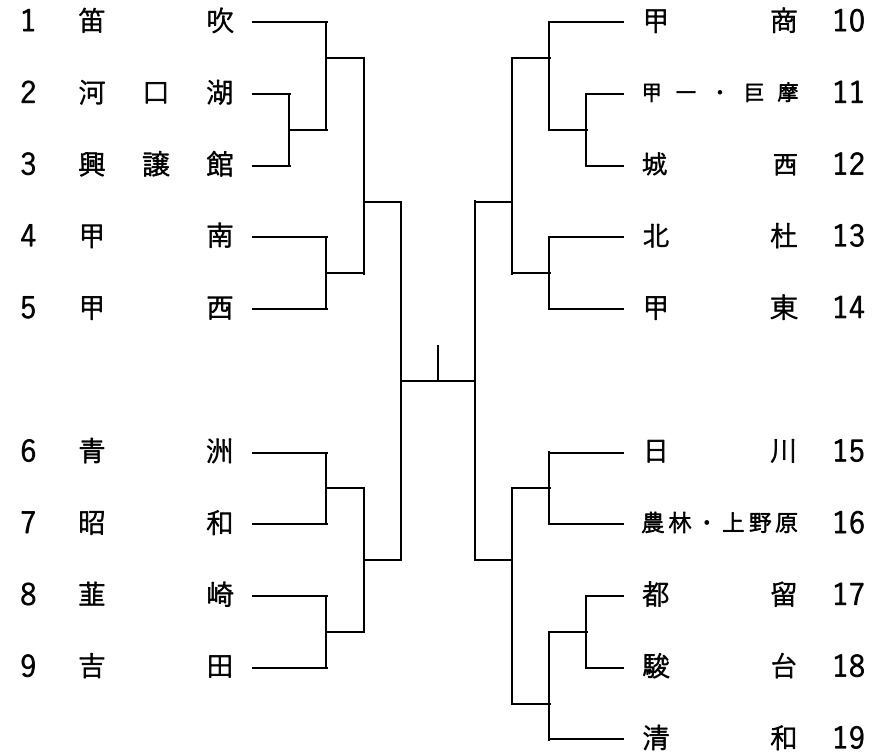 1 笛吹
2 河口湖
3 興譲館
4 甲南
5 甲西
6 青洲
7 昭和
8 韮崎
9 吉田
甲商 10
甲一・巨摩 11
城西 12
北杜 13
甲東 14
日川 15
農林・上野原 16
都留 17
駿台 18
清和 19